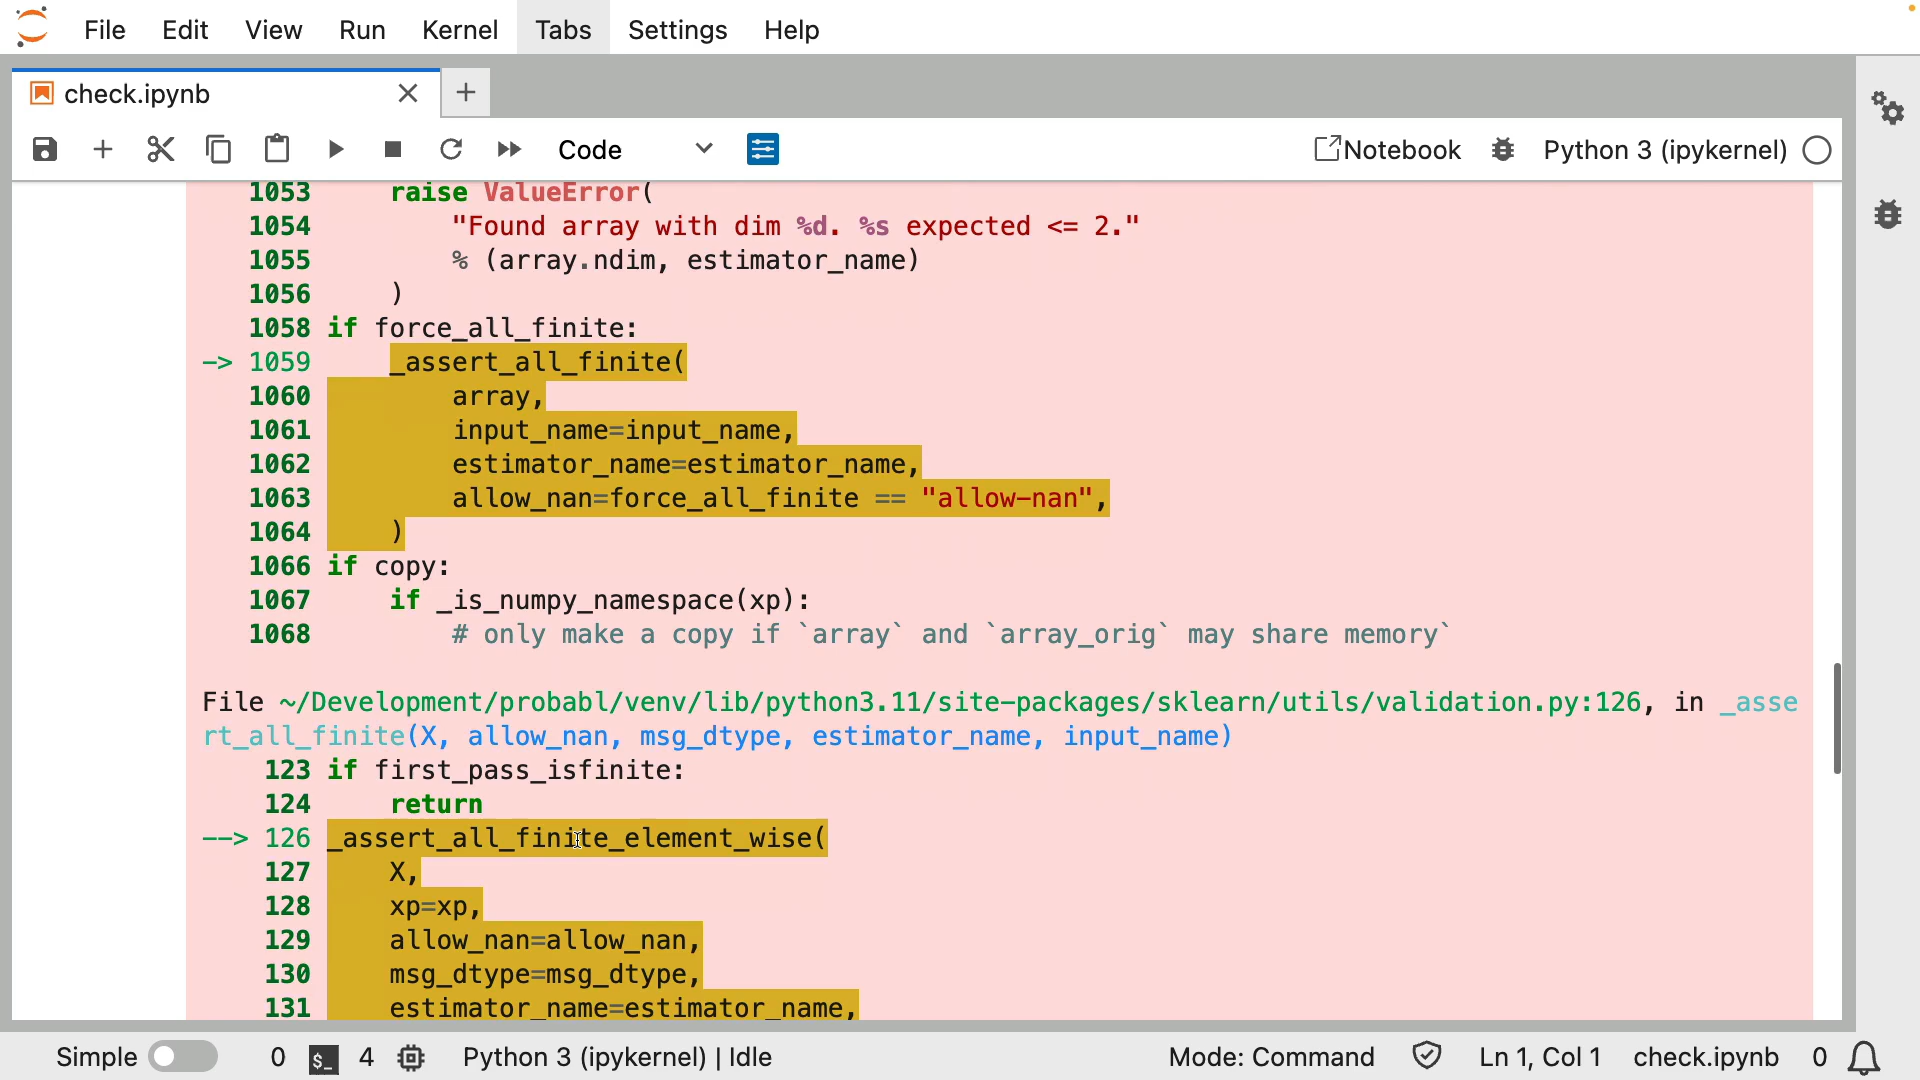 File Edit View Run Kernel Tabs Settings Help
check.ipynb
Code Notebook Python 3 (ipykernel)
1053 raise ValueError(
1054 "Found array with dim %d. %s expected <= 2."
1055 % (array.ndim, estimator_name)
1056 )
1058 if force_all_finite:
-> 1059 _assert_all_finite(
1060 array,
1061 input_name=input_name,
1062 estimator_name=estimator_name,
1063 allow_nan=force_all_finite == "allow-nan",
1064 )
1066 if copy:
1067 if _is_numpy_namespace(xp):
1068 # only make a copy if `array` and `array_orig` may share memory`
File ~/Development/probabl/venv/lib/python3.11/site-packages/sklearn/utils/validation.py:126, in _asse
rt_all_finite(X, allow_nan, msg_dtype, estimator_name, input_name)
123 if first_pass_isfinite:
124 return
--> 126 _assert_all_finite_element_wise(
127 X,
128 xp=xp,
129 allow_nan=allow_nan,
130 msg_dtype=msg_dtype,
131 estimator_name=estimator_name,
Simple 0 $_ 4 Python 3 (ipykernel) | Idle Mode: Command Ln 1, Col 1 check.ipynb 0